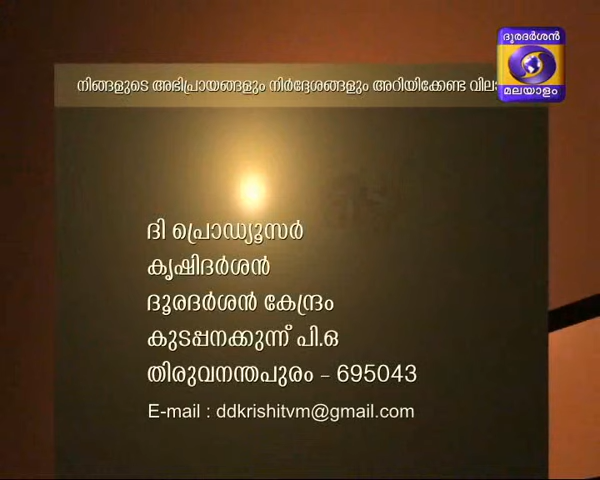 ദൂരദർശൻ
മലയാളം
നിങ്ങളുടെ അഭിപ്രായങ്ങളും നിർദ്ദേശങ്ങളും അറിയിക്കേണ്ട
ദി പ്രൊഡ്യൂസർ
കൃഷിദർശൻ
ദൂരദർശൻ കേന്ദ്രം
കുടപ്പനക്കുന്ന് പി.ഒ
തിരുവനന്തപുരം – 695043
E-mail : ddkrishitvm@gmail.com